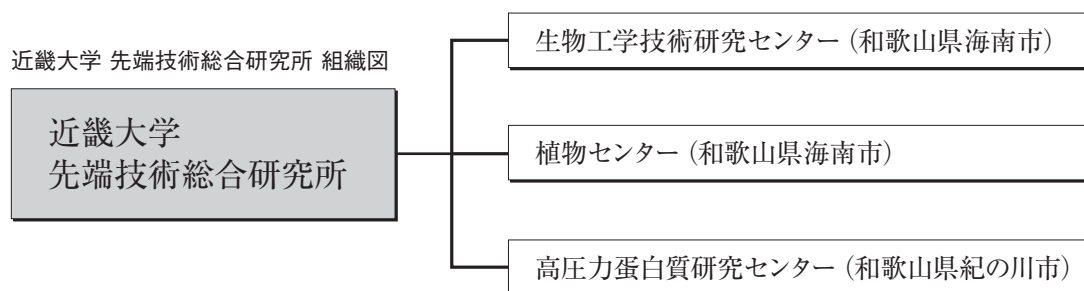 近畿大学 先端技術総合研究所 組織図
近畿大学
先端技術総合研究所
生物工学技術研究センター（和歌山県海南市）
植物センター（和歌山県海南市）
高圧力蛋白質研究センター（和歌山県紀の川市）